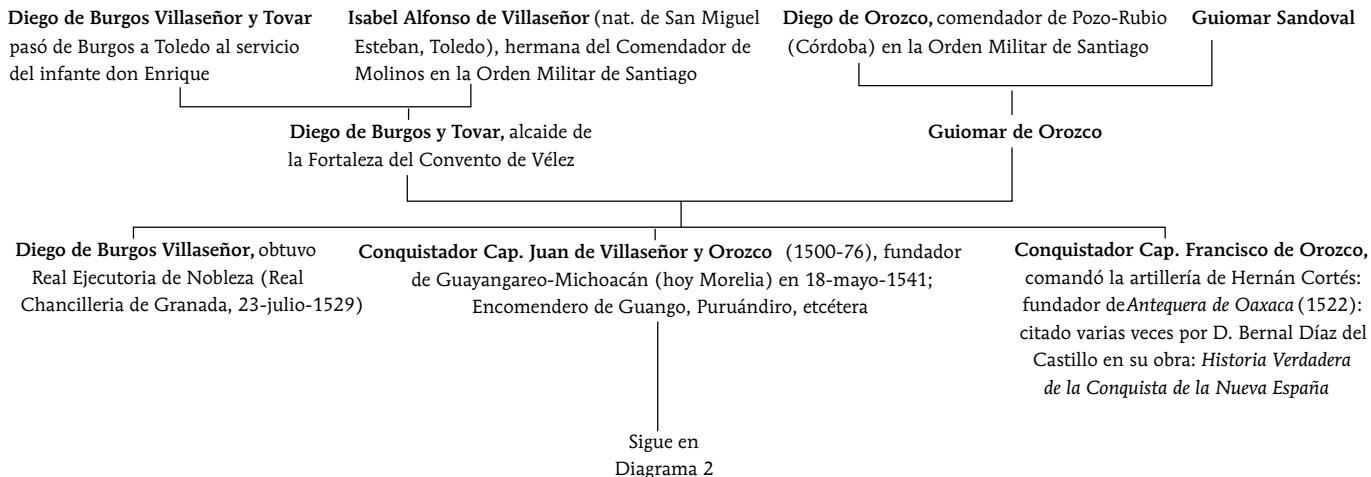 Diego de Burgos Villaseñor y Tovar
pasó de Burgos a Toledo al servicio
del infante don Enrique
Isabel Alfonso de Villaseñor (nat. de San Miguel
Esteban, Toledo), hermana del Comendador de
Molinos en la Orden Militar de Santiago
Diego de Orozco, comendador de Pozo-Rubio
(Córdoba) en la Orden Militar de Santiago
Guiomar Sandoval
Diego de Burgos y Tovar, alcaide de
la Fortaleza del Convento de Vélez
Guiomar de Orozco
Diego de Burgos Villaseñor, obtuvo
Real Ejecutoria de Nobleza (Real
Chancilleria de Granada, 23-julio-1529)
Conquistador Cap. Juan de Villaseñor y Orozco (1500-76), fundador
de Guayangareo-Michoacán (hoy Morelia) en 18-mayo-1541;
Encomendero de Guango, Puruándiro, etcétera
Conquistador Cap. Francisco de Orozco,
comandó la artillería de Hernán Cortés:
fundador de Antequera de Oaxaca (1522):
citado varias veces por D. Bernal Díaz del
Castillo en su obra: Historia Verdadera
de la Conquista de la Nueva España
Sigue en
Diagrama 2